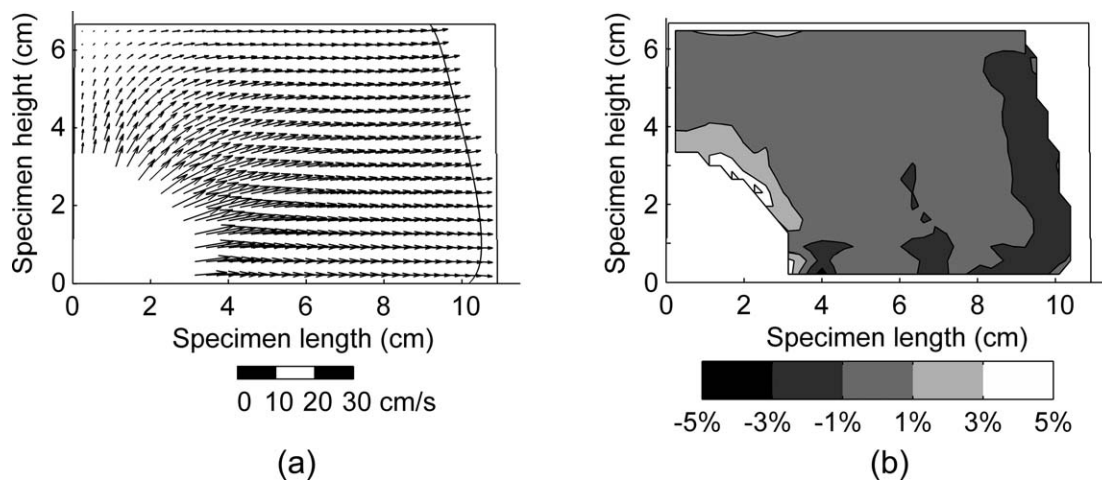 6
4
2
0
Specimen height (cm)
0 2 4 6 8 10
Specimen length (cm)
0 10 20 30 cm/s
(a)
6
4
2
0
Specimen height (cm)
0 2 4 6 8 10
Specimen length (cm)
-5% -3% -1% 1% 3% 5%
(b)